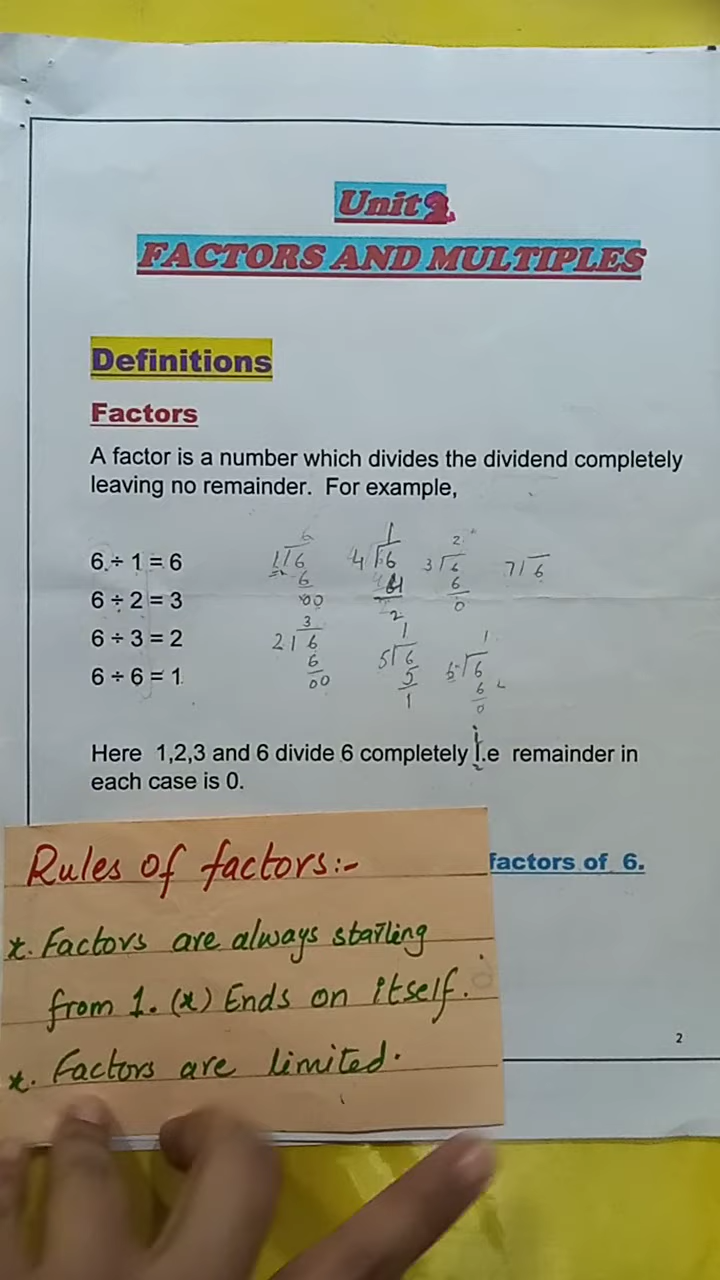 Unit
FACTORS AND MULTIPLES
Definitions
Factors
A factor is a number which divides the dividend completely
leaving no remainder. For example,
6 ÷ 1 = 6
6 ÷ 2 = 3
6 ÷ 3 = 2
6 ÷ 6 = 1
Here 1,2,3 and 6 divide 6 completely i.e remainder in
each case is 0.
factors of 6.
Rules of factors:-
*. Factors are always starting
from 1. (*) Ends on itself.
*. Factors are limited.
2